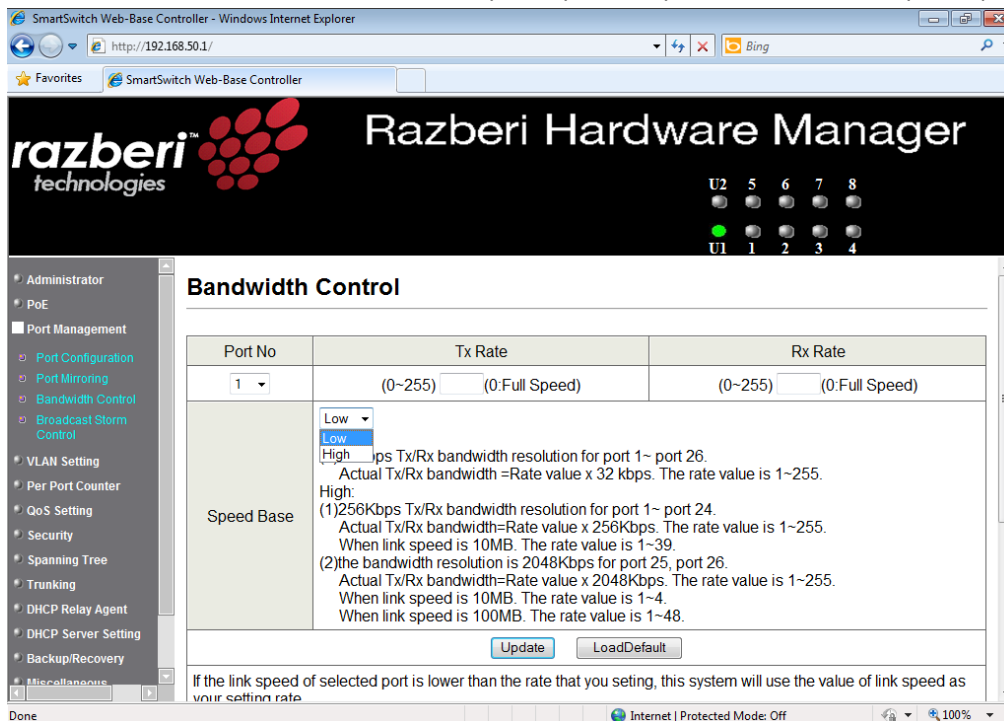 SmartSwitch Web-Base Controller - Windows Internet Explorer
http://192.168.50.1/
Bing
Favorites
SmartSwitch Web-Base Controller
razberi™
technologies
Razberi Hardware Manager
U2 5 6 7 8
U1 1 2 3 4
Administrator
PoE
Port Management
Port Configuration
Port Mirroring
Bandwidth Control
Broadcast Storm
Control
VLAN Setting
Per Port Counter
QoS Setting
Security
Spanning Tree
Trunking
DHCP Relay Agent
DHCP Server Setting
Backup/Recovery
Miscellaneous
Bandwidth Control
Port No Tx Rate Rx Rate
1 (0~255) (0:Full Speed) (0~255) (0:Full Speed)
Speed Base
Low
Low
High
ps Tx/Rx bandwidth resolution for port 1~ port 26.
Actual Tx/Rx bandwidth =Rate value x 32 kbps. The rate value is 1~255.
High:
(1)256Kbps Tx/Rx bandwidth resolution for port 1~ port 24.
Actual Tx/Rx bandwidth=Rate value x 256Kbps. The rate value is 1~255.
When link speed is 10MB. The rate value is 1~39.
(2)the bandwidth resolution is 2048Kbps for port 25, port 26.
Actual Tx/Rx bandwidth=Rate value x 2048Kbps. The rate value is 1~255.
When link speed is 10MB. The rate value is 1~4.
When link speed is 100MB. The rate value is 1~48.
Update LoadDefault
If the link speed of selected port is lower than the rate that you seting, this system will use the value of link speed as
your setting rate
Done
Internet | Protected Mode: Off
100%